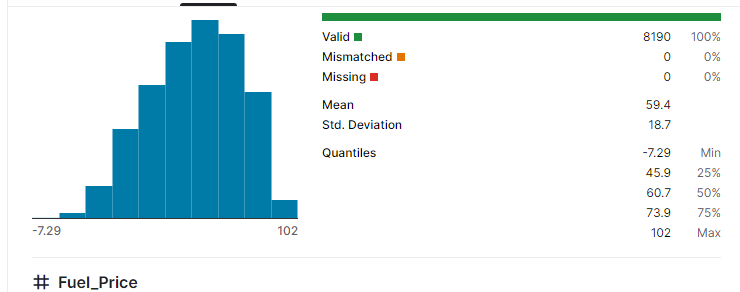 Valid 8190 100%
Mismatched 0 0%
Missing 0 0%
Mean 59.4
Std. Deviation 18.7
Quantiles -7.29 Min
45.9 25%
60.7 50%
73.9 75%
-7.29 102
102 Max
# Fuel_Price